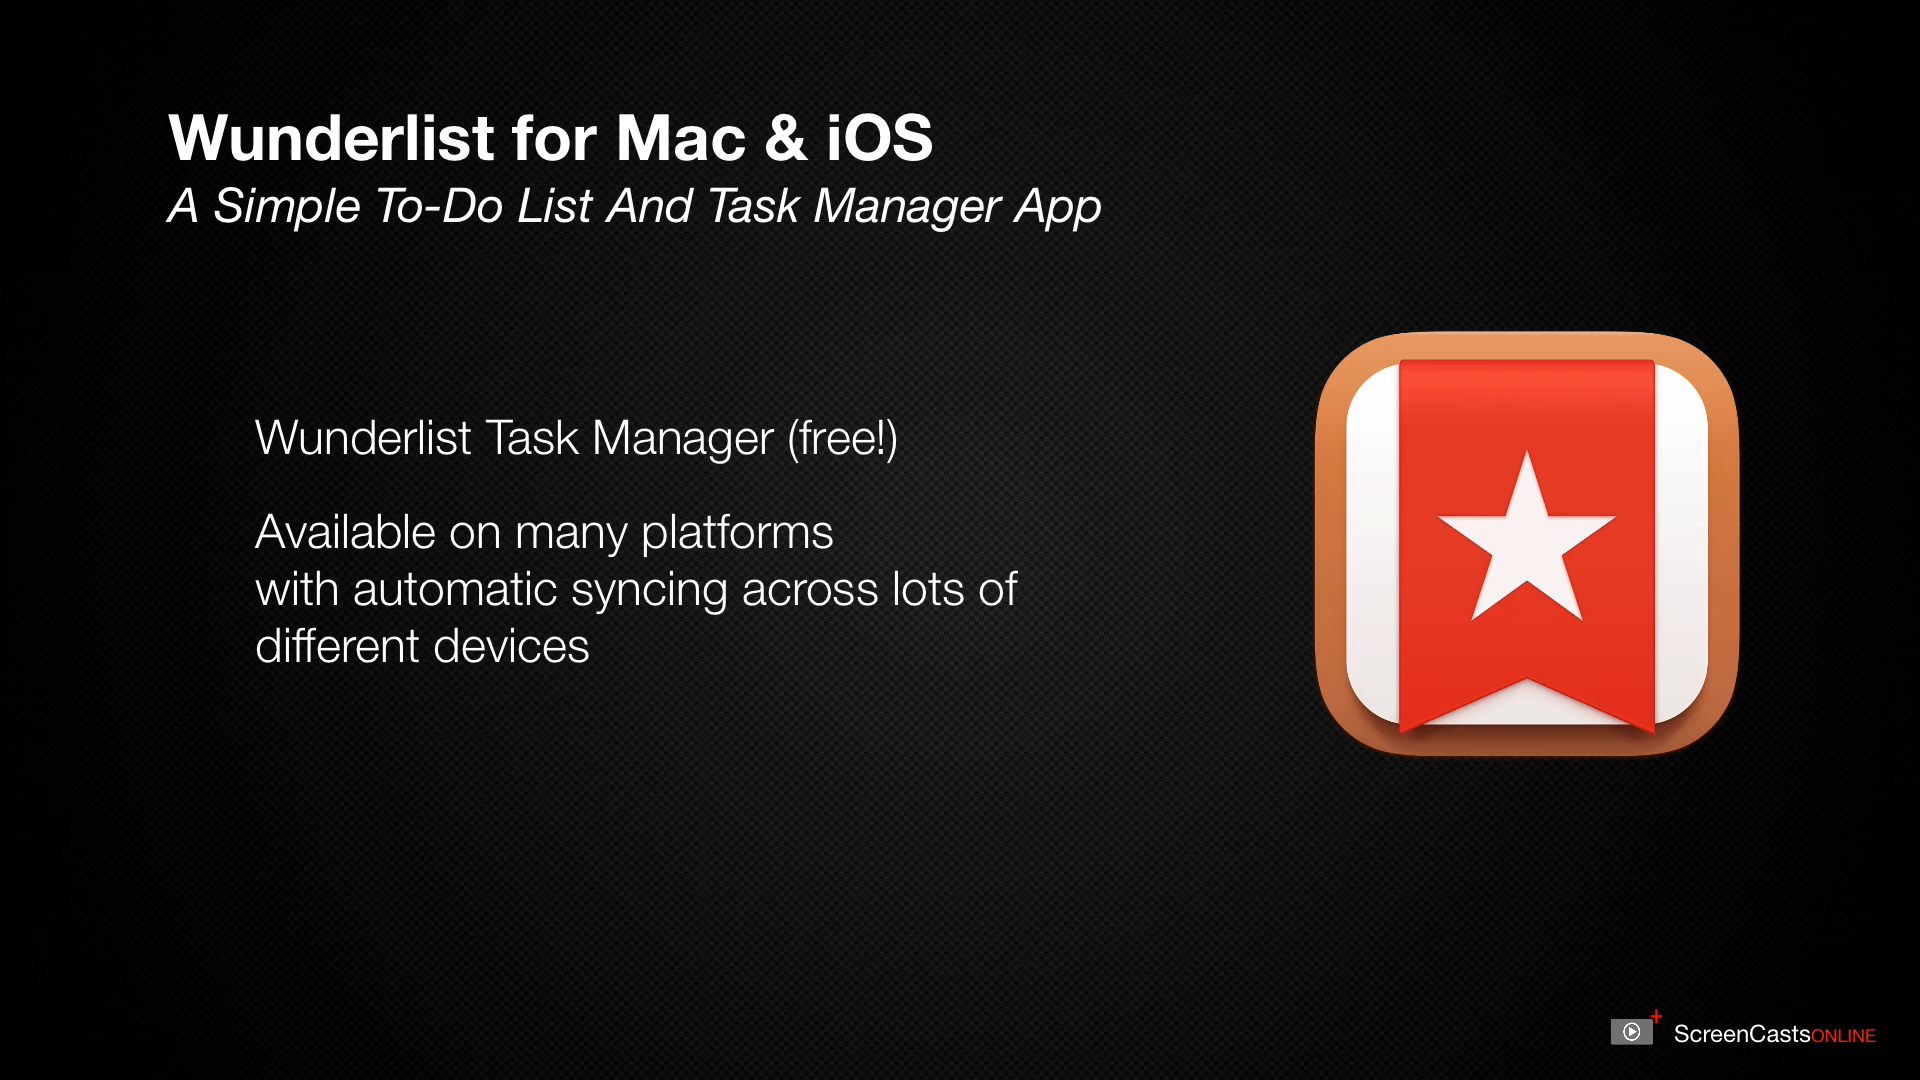 Wunderlist for Mac & iOS
A Simple To-Do List And Task Manager App
Wunderlist Task Manager (free!)
Available on many platforms
with automatic syncing across lots of
different devices
ScreenCastsONLINE